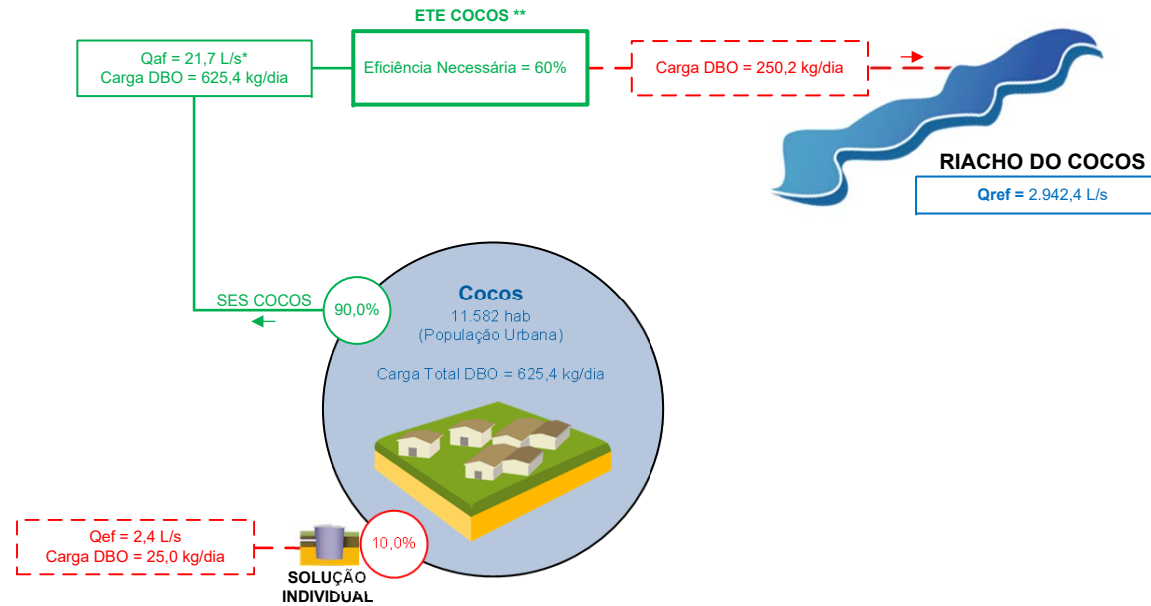 ETE COCOS **
Qaf = 21,7 L/s*
Carga DBO = 625,4 kg/dia
Eficiência Necessária = 60%
Carga DBO = 250,2 kg/dia
RIACHO DO COCOS
Qref = 2.942,4 L/s
SES COCOS
90,0%
Cocos
11.582 hab
(População Urbana)
Carga Total DBO = 625,4 kg/dia
Qef = 2,4 L/s
Carga DBO = 25,0 kg/dia
10,0%
SOLUÇÃO
INDIVIDUAL